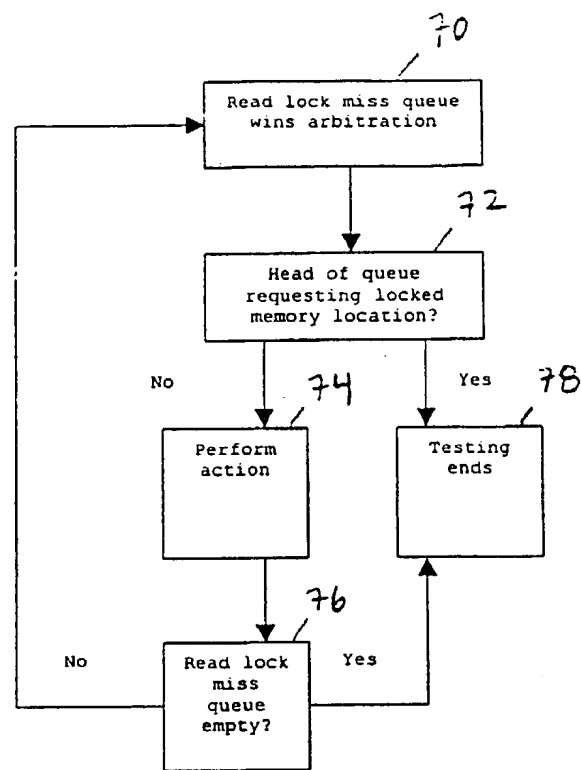 70
Read lock miss queue
wins arbitration
72
Head of queue
requesting locked
memory location?
No
74
Yes
78
Perform
action
Testing
ends
76
No
Read lock
miss
queue
empty?
Yes